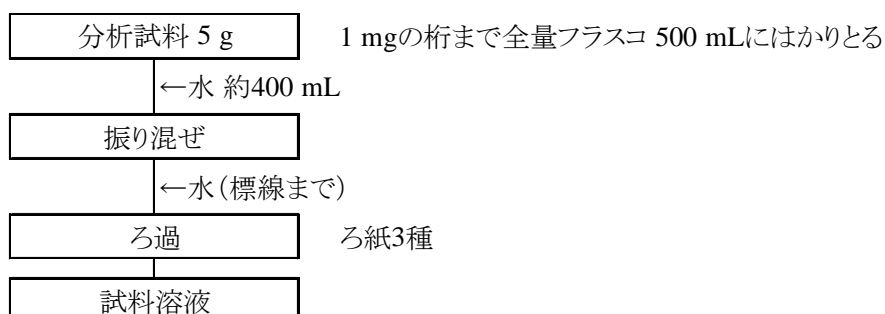 分析試料 5 g 1 mgの桁まで全量フラスコ 500 mLにはかりとる
←水 約400 mL
振り混ぜ
←水(標線まで)
ろ過 ろ紙3種
試料溶液